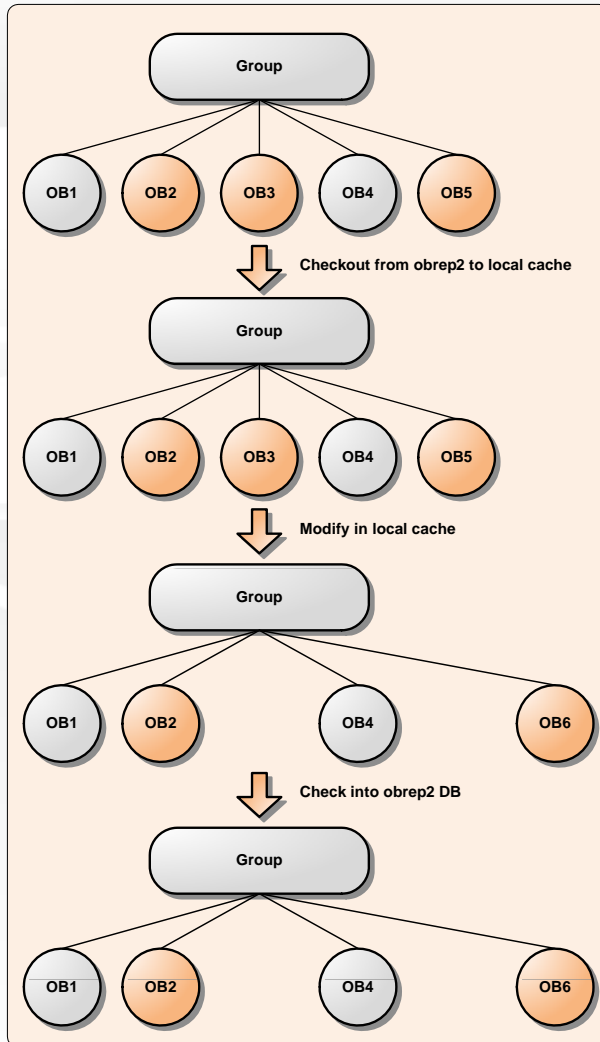 Group
OB1 OB2 OB3 OB4 OB5
Checkout from obrep2 to local cache
Group
OB1 OB2 OB3 OB4 OB5
Modify in local cache
Group
OB1 OB2 OB4 OB6
Check into obrep2 DB
Group
OB1 OB2 OB4 OB6